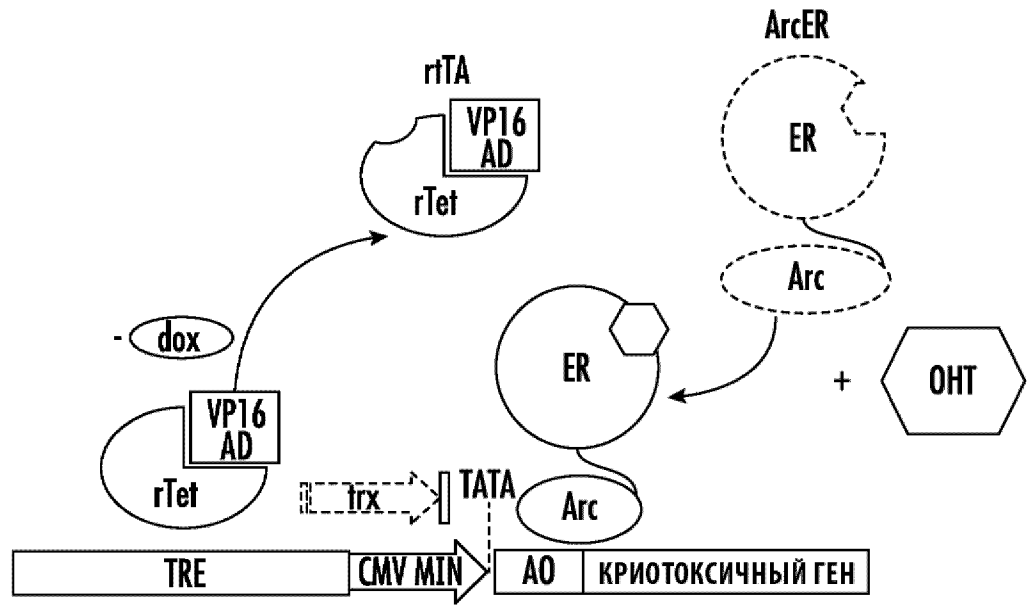 ArcER
rtTA
VP16
AD
rTet
ER
Arc
- dox
ER
+ OHT
VP16
AD
rTet
trx
TATA
Arc
TRE
CMV MIN
AO
КРИОТОКСИЧНЫЙ ГЕН